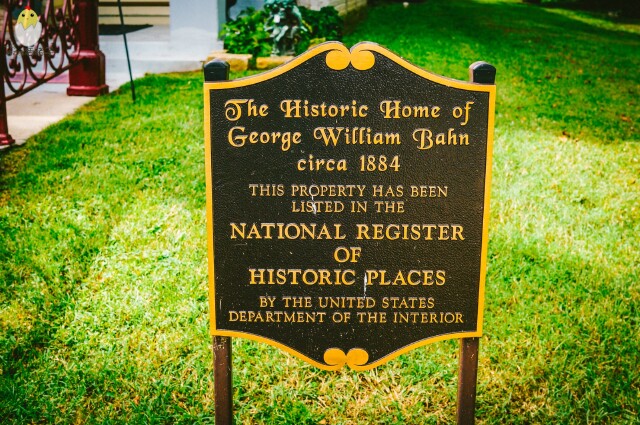 The Historic Home of
George William Bahn
circa 1884
THIS PROPERTY HAS BEEN
LISTED IN THE
NATIONAL REGISTER
OF
HISTORIC PLACES
BY THE UNITED STATES
DEPARTMENT OF THE INTERIOR